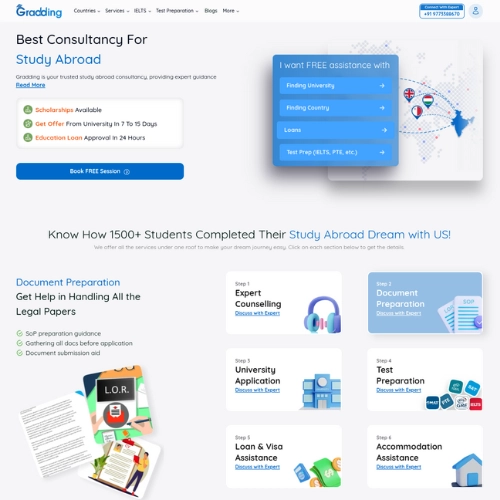 Gradding
Countries Services IELTS Test Preparation Blogs More
Connect with Expert
+91 9773388670
Best Consultancy For
Study Abroad
Gradding is your trusted study abroad consultancy, providing expert guidance
Read More
Scholarships Available
Get Offer From University In 7 To 15 Days
Education Loan Approval In 24 Hours
Book FREE Session
I want FREE assistance with
Finding University
Finding Country
Loans
Test Prep (IELTS, PTE, etc.)
Know How 1500+ Students Completed Their Study Abroad Dream with US!
We offer all the services under one roof to make your dream journey easy. Click on each section below to get the details
Document Preparation
Get Help in Handling All the
Legal Papers
SoP preparation guidance
Gathering all docs before application
Document submission aid
L.O.R.
Step 1
Expert
Counselling
Discuss with Expert
Step 2
Document
Preparation
Discuss with Expert
LOR
SOP
Step 3
University
Application
Discuss with Expert
Step 4
Test
Preparation
Discuss with Expert
GMAT
PTE
SAT
GRE
IELTS
Step 5
Loan & Visa
Assistance
Discuss with Expert
Step 6
Accommodation
Assistance
Discuss with Expert